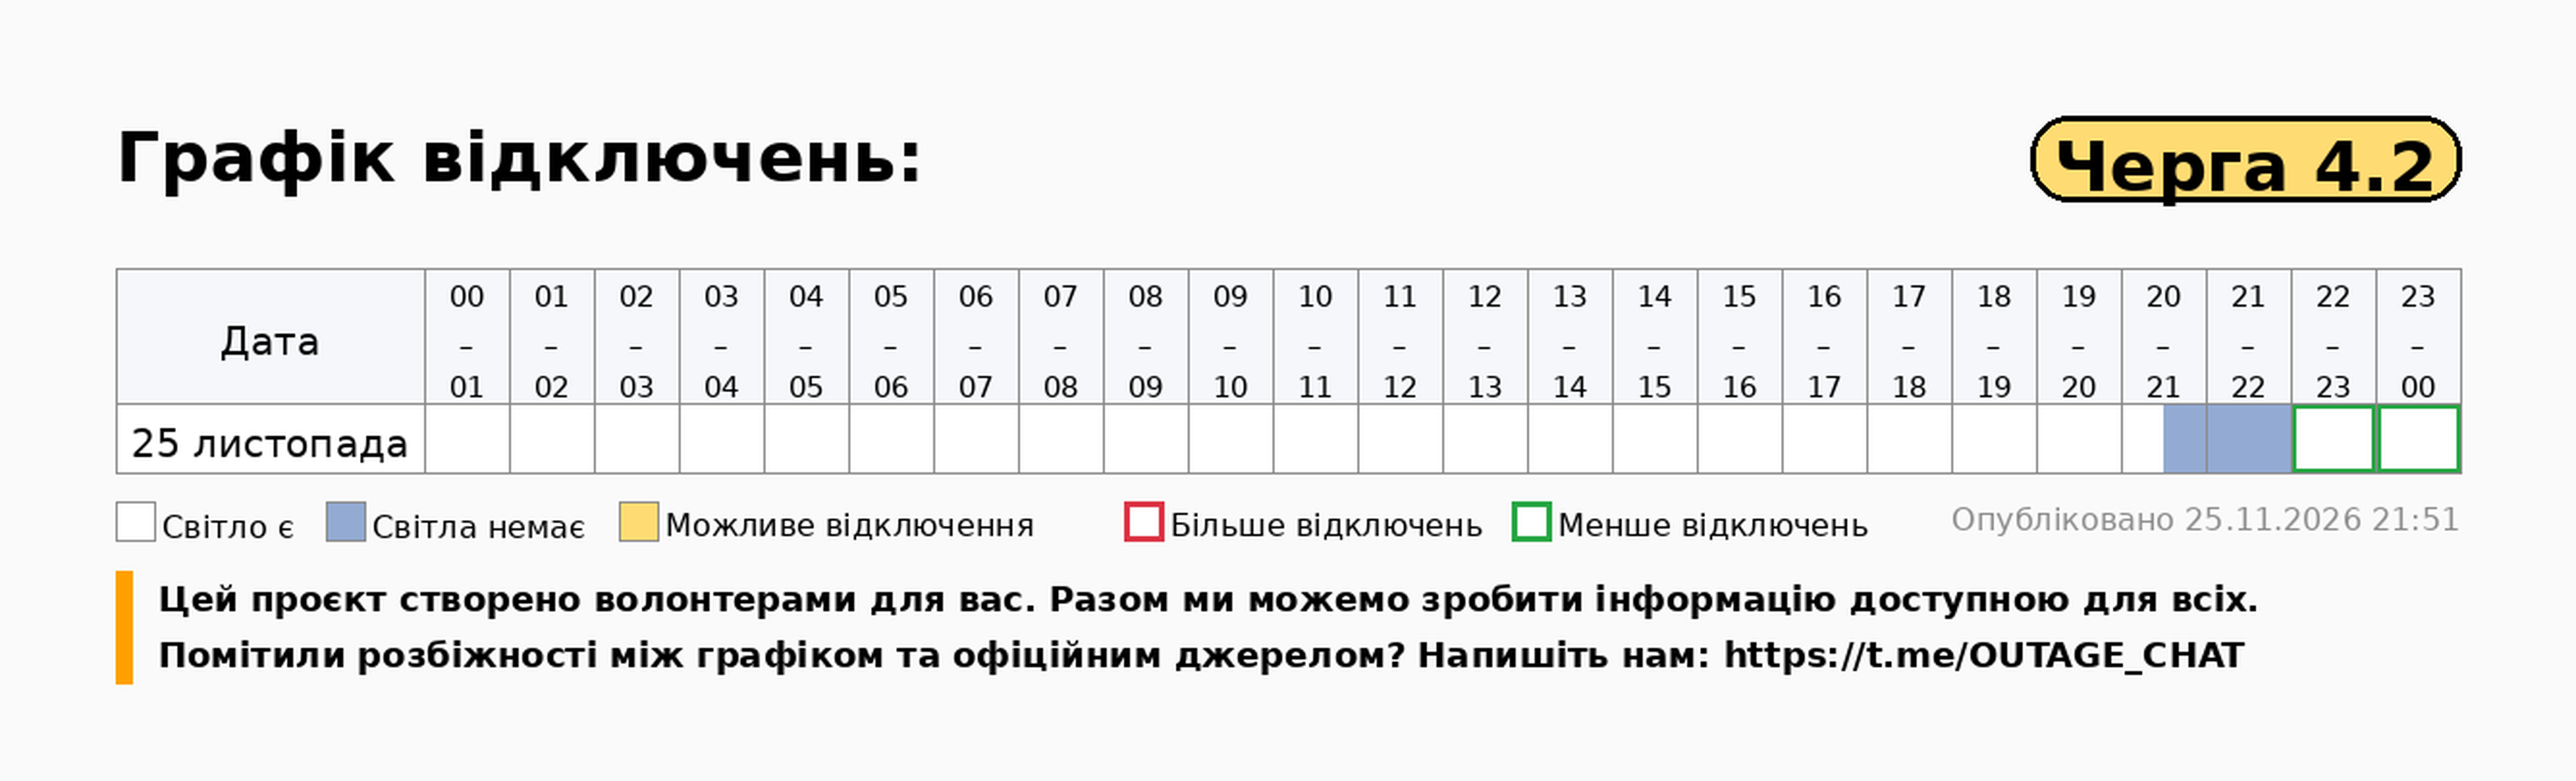 Графік відключень:
Черга 4.2
Дата
00 – 01
01 – 02
02 – 03
03 – 04
04 – 05
05 – 06
06 – 07
07 – 08
08 – 09
09 – 10
10 – 11
11 – 12
12 – 13
13 – 14
14 – 15
15 – 16
16 – 17
17 – 18
18 – 19
19 – 20
20 – 21
21 – 22
22 – 23
23 – 00
25 листопада
Світло є
Світла немає
Можливе відключення
Більше відключень
Менше відключень
Опубліковано 25.11.2026 21:51
Цей проєкт створено волонтерами для вас. Разом ми можемо зробити інформацію доступною для всіх.
Помітили розбіжності між графіком та офіційним джерелом? Напишіть нам: https://t.me/OUTAGE_CHAT